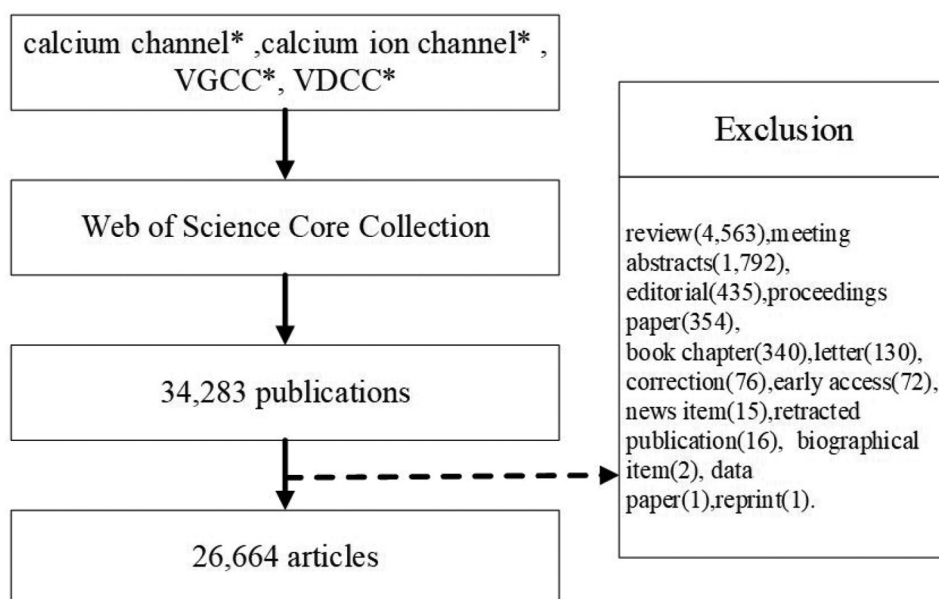 calcium channel* ,calcium ion channel* ,
VGCC*, VDCC*
Web of Science Core Collection
34,283 publications
26,664 articles
Exclusion
review(4,563),meeting
abstracts(1,792),
editorial(435),proceedings
paper(354),
book chapter(340),letter(130),
correction(76),early access(72),
news item(15),retracted
publication(16), biographical
item(2), data
paper(1),reprint(1).